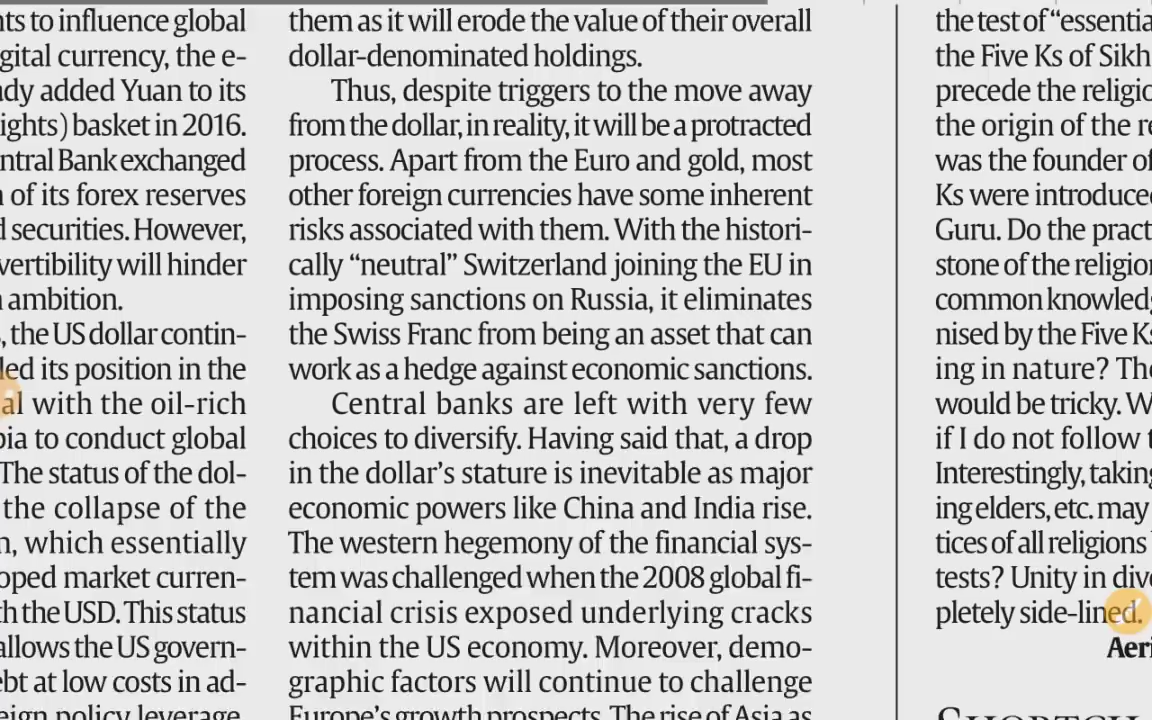 nts to influence global
gital currency, the e-
ady added Yuan to its
ights) basket in 2016.
ntral Bank exchanged
of its forex reserves
d securities. However,
vertibility will hinder
ambition.
, the US dollar contin-
led its position in the
al with the oil-rich
bia to conduct global
The status of the dol-
the collapse of the
n, which essentially
oped market curren-
th the USD. This status
allows the US govern-
ebt at low costs in ad-
eign policy leverage.
them as it will erode the value of their overall
dollar-denominated holdings.
Thus, despite triggers to the move away
from the dollar, in reality, it will be a protracted
process. Apart from the Euro and gold, most
other foreign currencies have some inherent
risks associated with them. With the histori-
cally “neutral” Switzerland joining the EU in
imposing sanctions on Russia, it eliminates
the Swiss Franc from being an asset that can
work as a hedge against economic sanctions.
Central banks are left with very few
choices to diversify. Having said that, a drop
in the dollar’s stature is inevitable as major
economic powers like China and India rise.
The western hegemony of the financial sys-
tem was challenged when the 2008 global fi-
nancial crisis exposed underlying cracks
within the US economy. Moreover, demo-
graphic factors will continue to challenge
Europe’s growth prospects. The rise of Asia as
the test of “essentia
the Five Ks of Sikh
precede the religio
the origin of the re
was the founder of
Ks were introduced
Guru. Do the pract
stone of the religion
common knowledg
nised by the Five Ks
ing in nature? The
would be tricky. W
if I do not follow t
Interestingly, taking
ing elders, etc. may
tices of all religions
tests? Unity in dive
pletely side-lined.
Aeri
SHORTCH